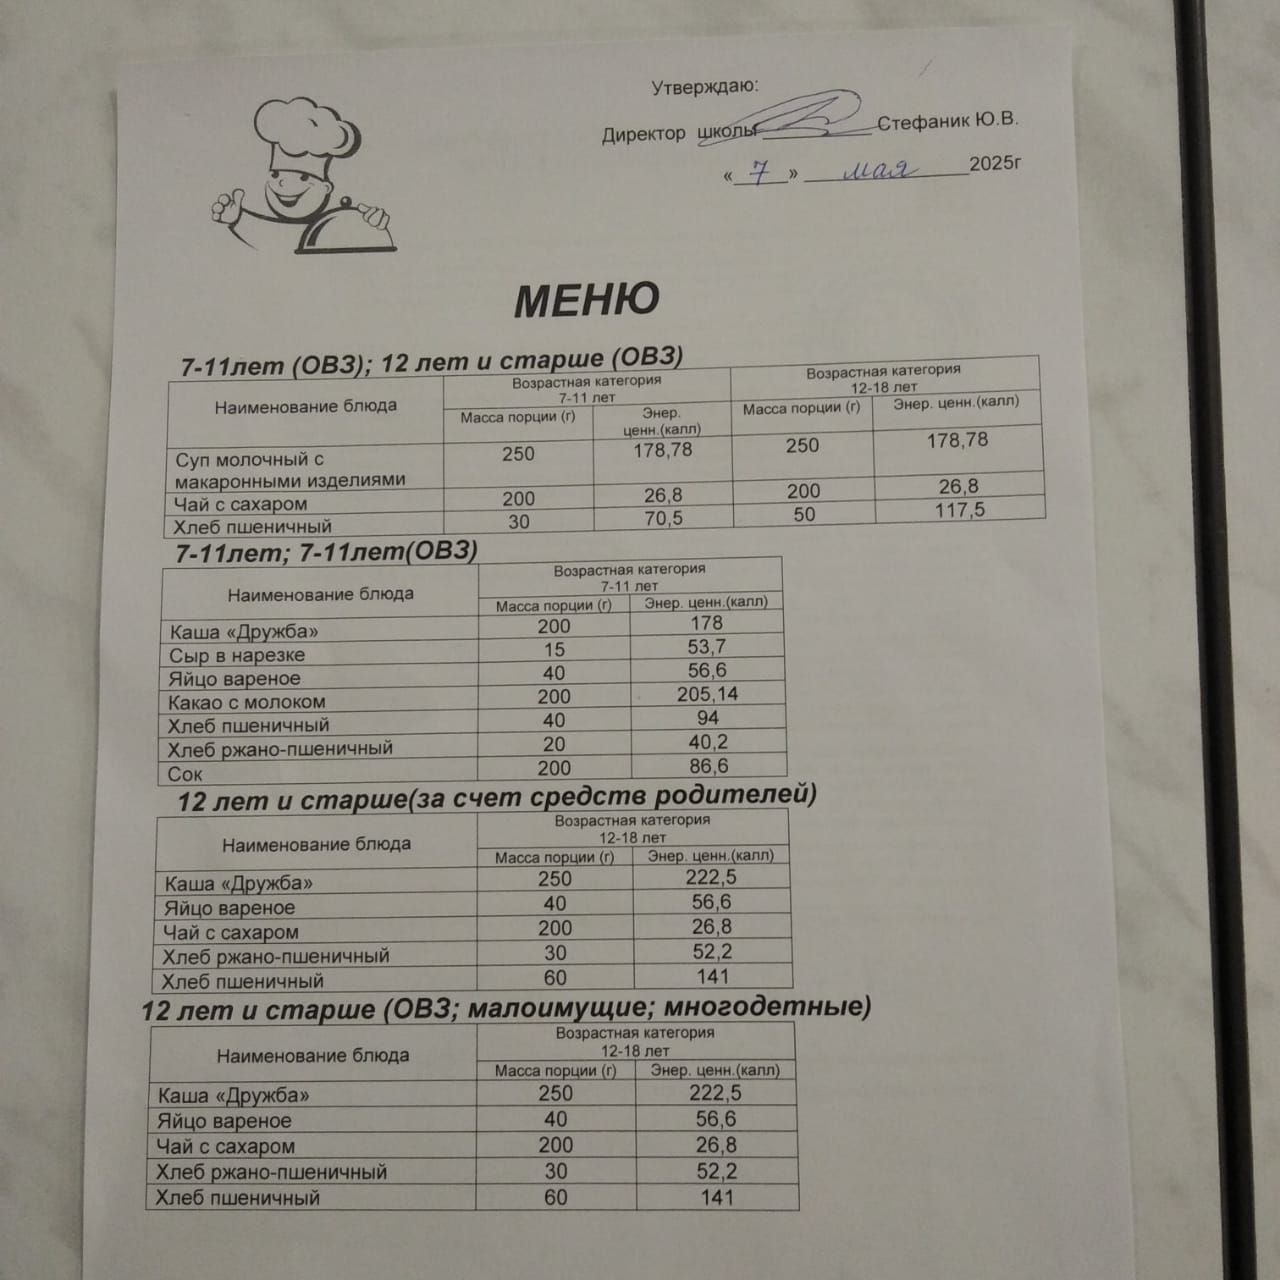 Утверждаю:
Директор школы ____________ Стефаник Ю.В.
« 7 » мая 2025г
МЕНЮ
7-11лет (ОВЗ); 12 лет и старше (ОВЗ)
Наименование блюда Возрастная категория 7-11 лет Возрастная категория 12-18 лет
Масса порции (г) Энер. ценн.(калл) Масса порции (г) Энер. ценн.(калл)
Суп молочный с макаронными изделиями 250 178,78 250 178,78
Чай с сахаром 200 26,8 200 26,8
Хлеб пшеничный 30 70,5 50 117,5
7-11лет; 7-11лет(ОВЗ)
Наименование блюда Возрастная категория 7-11 лет
Масса порции (г) Энер. ценн.(калл)
Каша «Дружба» 200 178
Сыр в нарезке 15 53,7
Яйцо вареное 40 56,6
Какао с молоком 200 205,14
Хлеб пшеничный 40 94
Хлеб ржано-пшеничный 20 40,2
Сок 200 86,6
12 лет и старше(за счет средств родителей)
Наименование блюда Возрастная категория 12-18 лет
Масса порции (г) Энер. ценн.(калл)
Каша «Дружба» 250 222,5
Яйцо вареное 40 56,6
Чай с сахаром 200 26,8
Хлеб ржано-пшеничный 30 52,2
Хлеб пшеничный 60 141
12 лет и старше (ОВЗ; малоимущие; многодетные)
Наименование блюда Возрастная категория 12-18 лет
Масса порции (г) Энер. ценн.(калл)
Каша «Дружба» 250 222,5
Яйцо вареное 40 56,6
Чай с сахаром 200 26,8
Хлеб ржано-пшеничный 30 52,2
Хлеб пшеничный 60 141